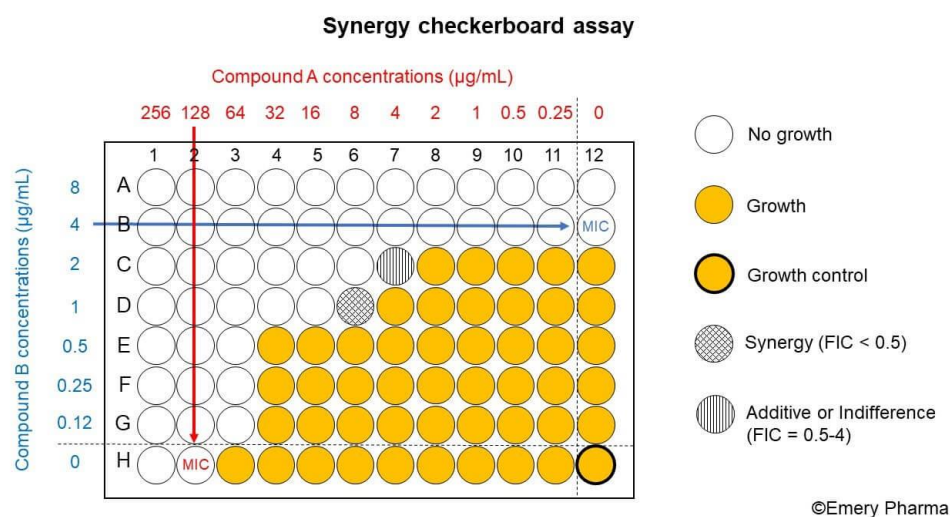 Synergy checkerboard assay
Compound A concentrations (µg/mL)
256 128 64 32 16 8 4 2 1 0.5 0.25 0
1 2 3 4 5 6 7 8 9 10 11 12
Compound B concentrations (µg/mL)
8 A
4 B MIC
2 C
1 D
0.5 E
0.25 F
0.12 G
0 H MIC
No growth
Growth
Growth control
Synergy (FIC < 0.5)
Additive or Indifference
(FIC = 0.5-4)
©Emery Pharma